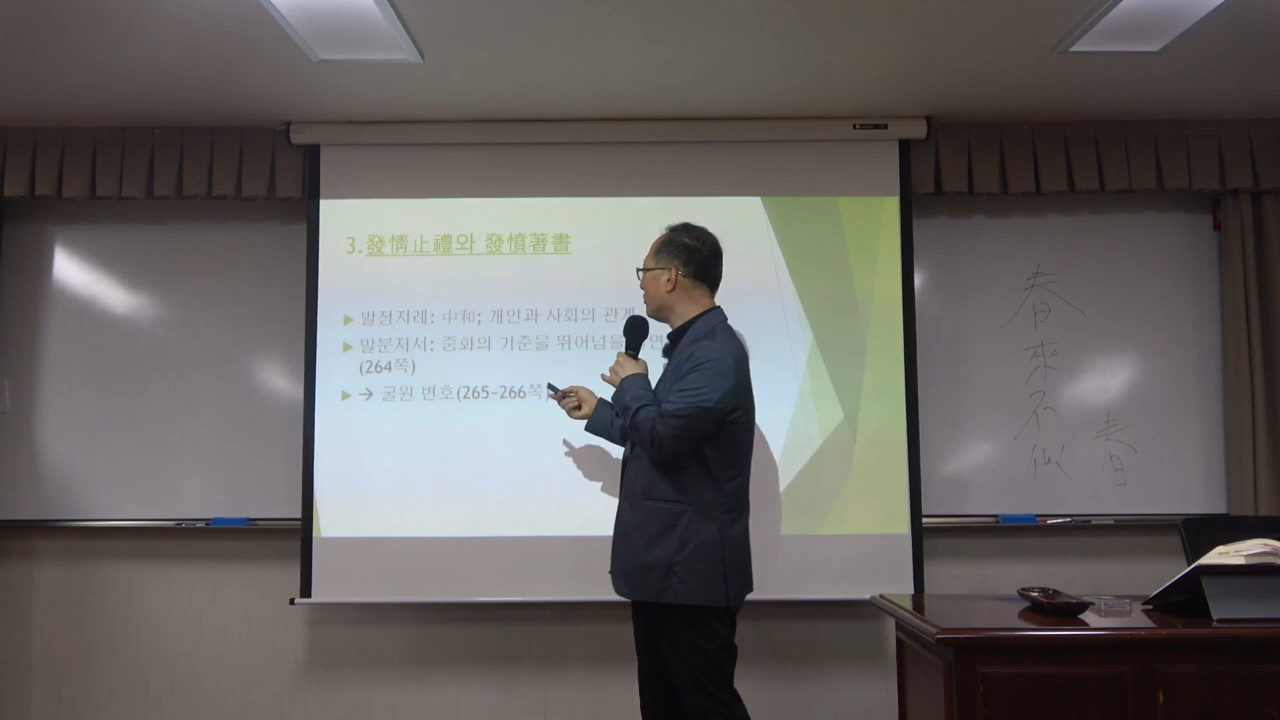 3.發情止禮와 發憤著書
▶ 발정지례: 中和; 개인과 사회의 관계
▶ 발분저서: 중화의 기준을 뛰어넘을
(264쪽)
▶ → 굴원 변호(265-266쪽)
春來不似
春